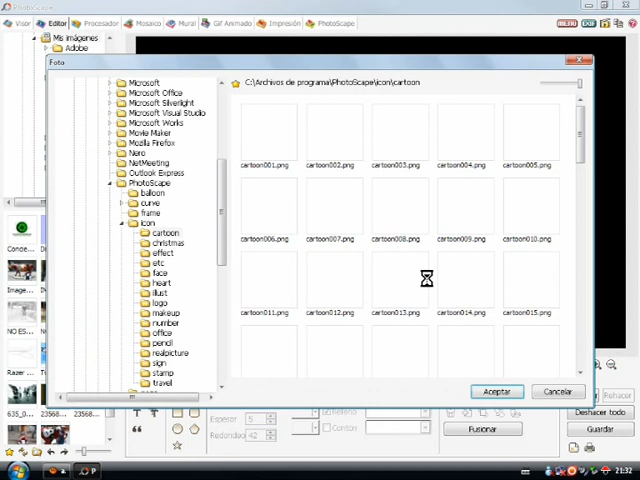 PhotoScape
Visor
Editor
Procesador
Mosaico
Mural
Gif Animado
Impresión
PhotoScape
MENU
EXIF
Mis imágenes
Adobe
Foto
Microsoft
Microsoft Office
Microsoft Silverlight
Microsoft Visual Studio
Microsoft Works
Movie Maker
Mozilla Firefox
Nero
NetMeeting
Outlook Express
PhotoScape
balloon
curve
frame
icon
cartoon
christmas
effect
etc
face
heart
illust
logo
makeup
number
office
pencil
realpicture
sign
stamp
travel
C:\Archivos de programa\PhotoScape\icon\cartoon
cartoon001.png
cartoon002.png
cartoon003.png
cartoon004.png
cartoon005.png
cartoon006.png
cartoon007.png
cartoon008.png
cartoon009.png
cartoon010.png
cartoon011.png
cartoon012.png
cartoon013.png
cartoon014.png
cartoon015.png
Aceptar
Cancelar
Conce...
Image...
NO ES...
Razer ...
635_0...
23568...
23568...
T
T
Espesor
5
Redondeo
42
Relleno
Contorn
Fusionar
Rehacer
Deshacer todo
Guardar
a.
P
21:32